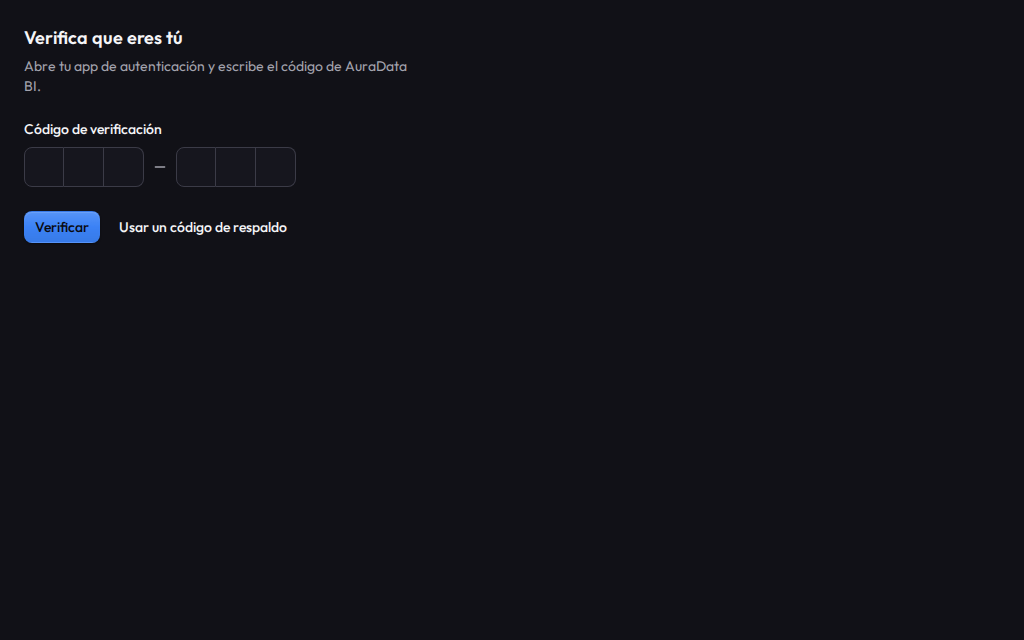 Verifica que eres tú
Abre tu app de autenticación y escribe el código de AuraData
BI.
Código de verificación
—
Verificar
Usar un código de respaldo